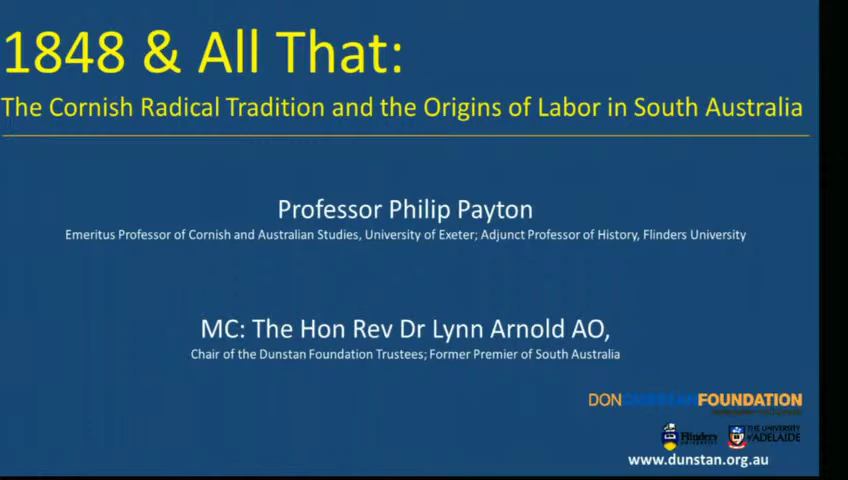 1848 & All That:
The Cornish Radical Tradition and the Origins of Labor in South Australia
Professor Philip Payton
Emeritus Professor of Cornish and Australian Studies, University of Exeter; Adjunct Professor of History, Flinders University
MC: The Hon Rev Dr Lynn Arnold AO,
Chair of the Dunstan Foundation Trustees; Former Premier of South Australia
DONDUNSTANFOUNDATION
Flinders
THE UNIVERSITY
of ADELAIDE
www.dunstan.org.au